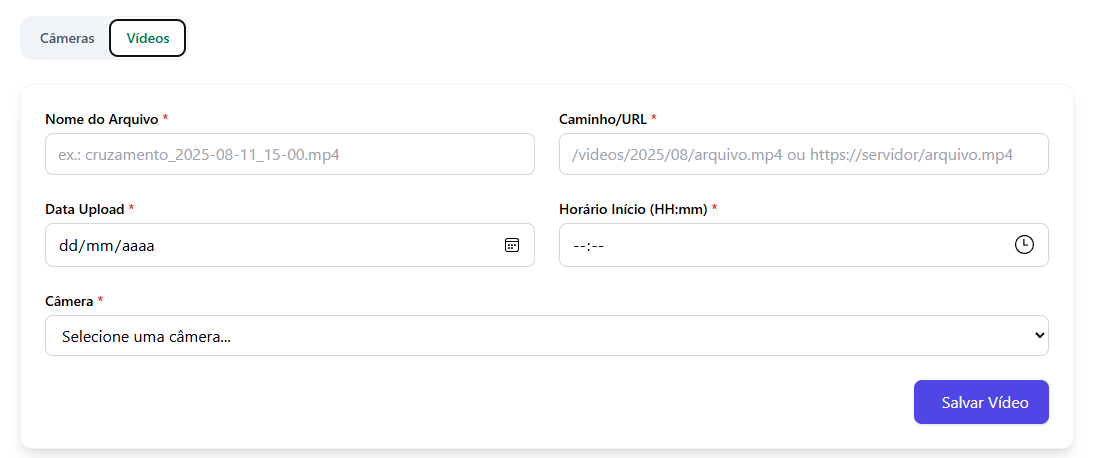 Câmeras Vídeos
Nome do Arquivo * Caminho/URL *
ex.: cruzamento_2025-08-11_15-00.mp4 /videos/2025/08/arquivo.mp4 ou https://servidor/arquivo.mp4
Data Upload * Horário Início (HH:mm) *
dd/mm/aaaa --:--
Câmera *
Selecione uma câmera...
Salvar Vídeo